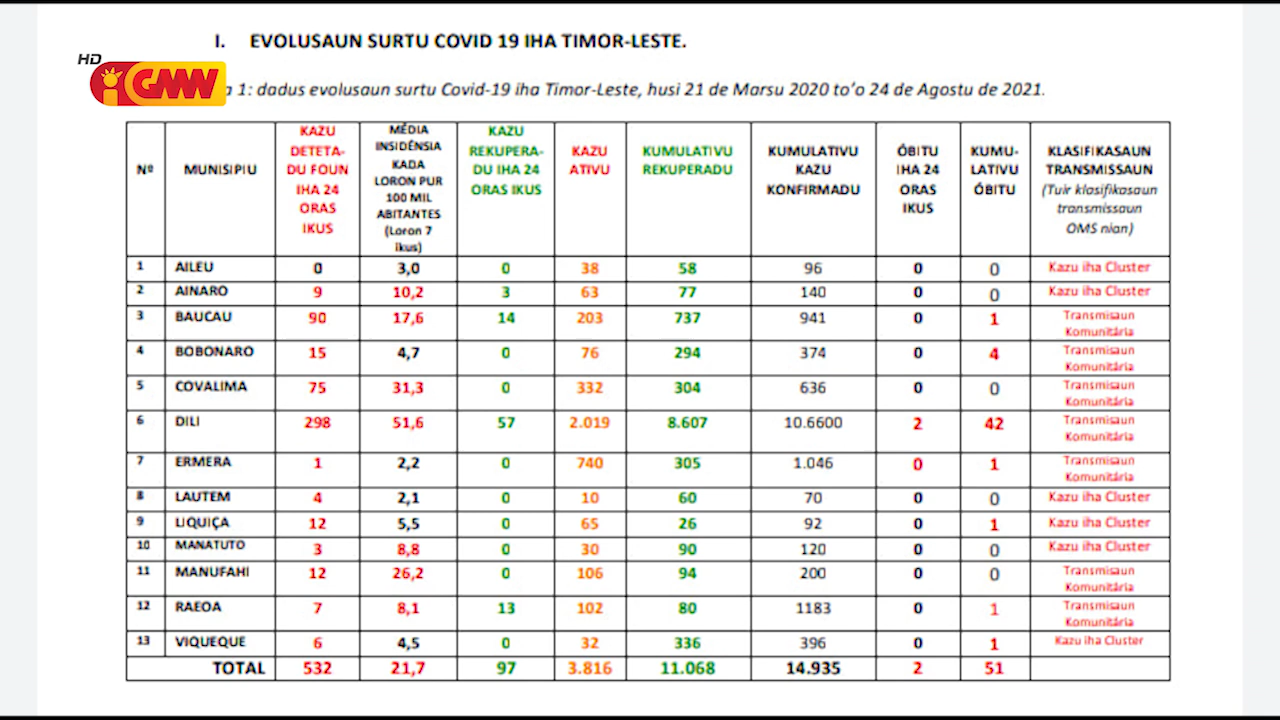 I. EVOLUSAUN SURTU COVID 19 IHA TIMOR-LESTE.
HD
GMW
a 1: dadus evolusaun surtu Covid-19 iha Timor-Leste, husi 21 de Marsu 2020 to'o 24 de Agostu de 2021.
Nº MUNISIPIU KAZU DETETA-DU FOUN IHA 24 ORAS IKUS MÉDIA INSIDÉNSIA KADA LORON PUR 100 MIL ABITANTES (Loron 7 Ikus) KAZU REKUPERA-DU IHA 24 ORAS IKUS KAZU ATIVU KUMULATIVU REKUPERADU KUMULATIVU KAZU KONFIRMADU ÓBITU IHA 24 ORAS IKUS KUMU-LATIVU ÓBITU KLASIFIKASAUN TRANSMISSAUN (Tuir klasifikasaun transmissaun OMS nian)
1 AILEU 0 3,0 0 38 58 96 0 0 Kazu iha Cluster
2 AINARO 9 10,2 3 63 77 140 0 0 Kazu iha Cluster
3 BAUCAU 90 17,6 14 203 737 941 0 1 Transmisaun Komunitária
4 BOBONARO 15 4,7 0 76 294 374 0 4 Transmisaun Komunitária
5 COVALIMA 75 31,3 0 332 304 636 0 0 Transmisaun Komunitária
6 DILI 298 51,6 57 2.019 8.607 10.6600 2 42 Transmisaun Komunitária
7 ERMERA 1 2,2 0 740 305 1.046 0 1 Transmisaun Komunitária
8 LAUTEM 4 2,1 0 10 60 70 0 0 Kazu iha Cluster
9 LIQUIÇA 12 5,5 0 65 26 92 0 1 Kazu iha Cluster
10 MANATUTO 3 8,8 0 30 90 120 0 0 Kazu iha Cluster
11 MANUFAHI 12 26,2 0 106 94 200 0 0 Transmisaun Komunitária
12 RAEOA 7 8,1 13 102 80 1183 0 1 Transmisaun Komunitária
13 VIQUEQUE 6 4,5 0 32 336 396 0 1 Kazu iha Cluster
TOTAL 532 21,7 97 3.816 11.068 14.935 2 51